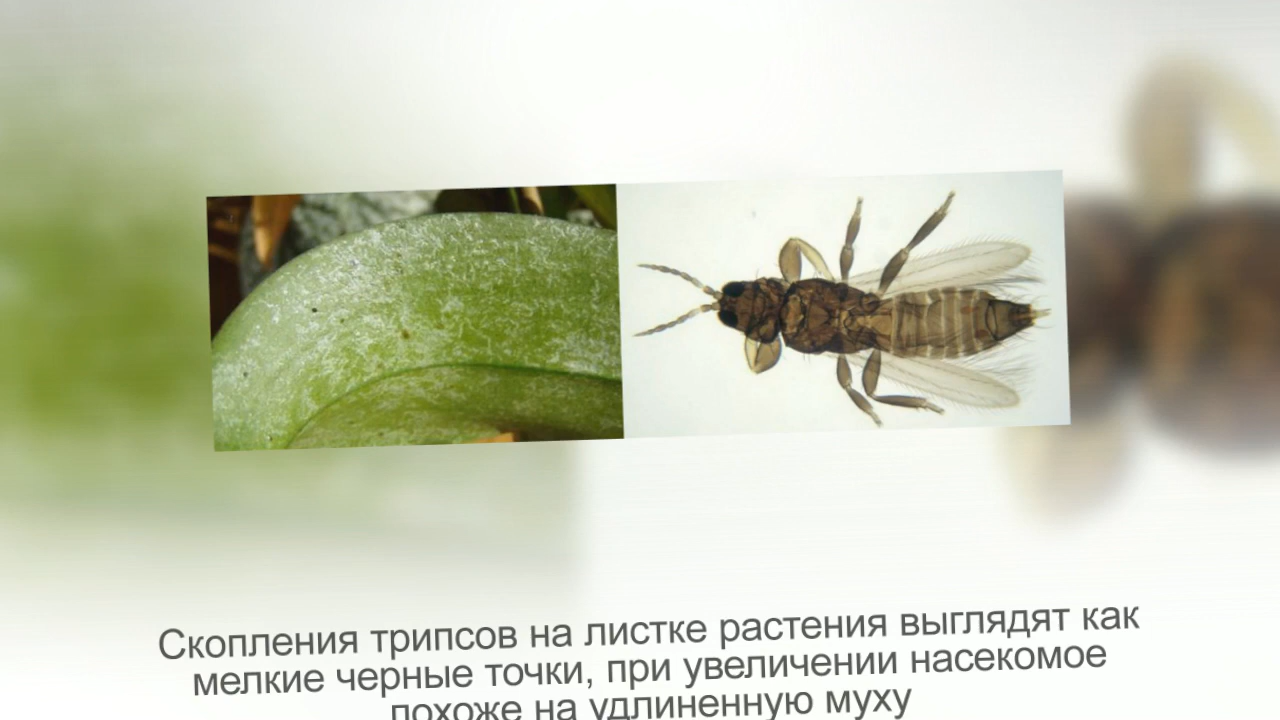 Скопления трипсов на листке растения выглядят как
мелкие черные точки, при увеличении насекомое
похоже на удлиненную муху